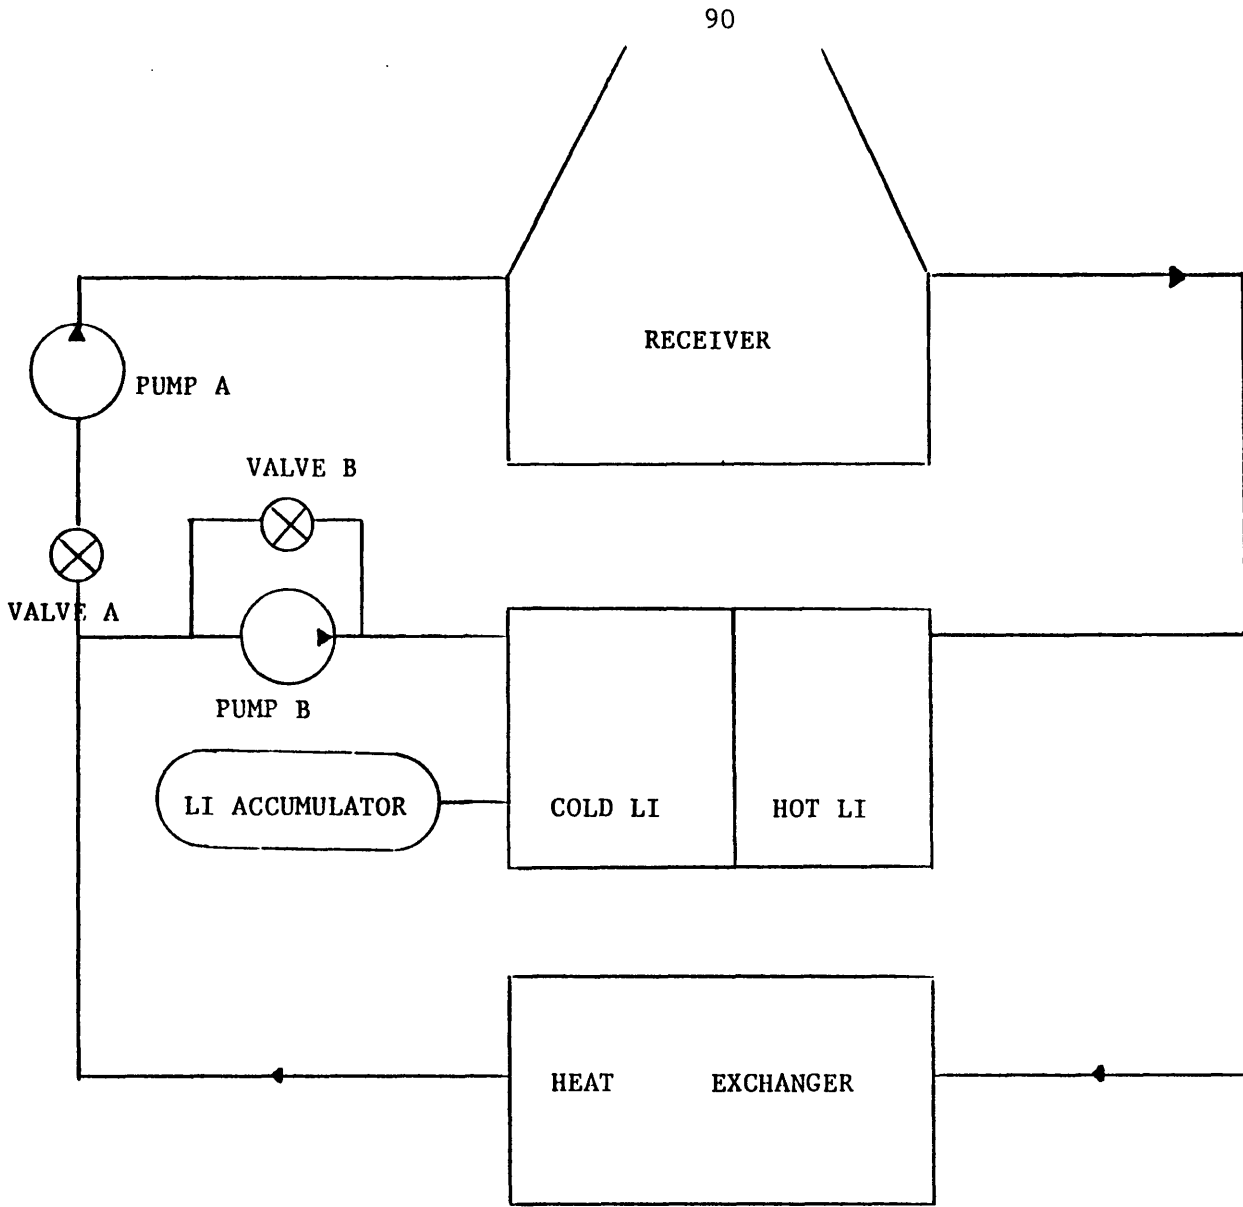 90
RECEIVER
PUMP A
VALVE B
VALVE A
PUMP B
LI ACCUMULATOR
COLD LI
HOT LI
HEAT EXCHANGER